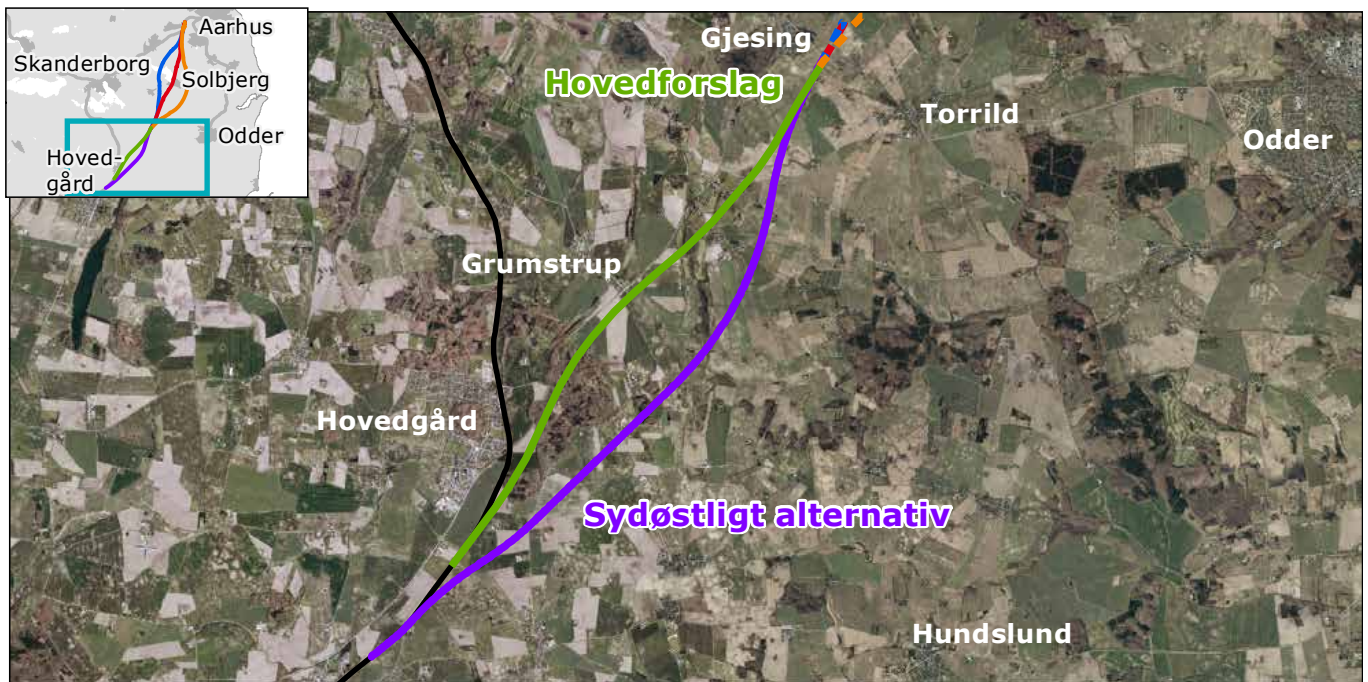 Aarhus
Skanderborg
Solbjerg
Odder
Hoved-
gård
Gjesing
Hovedforslag
Torrild
Odder
Grumstrup
Hovedgård
Sydøstligt alternativ
Hundslund